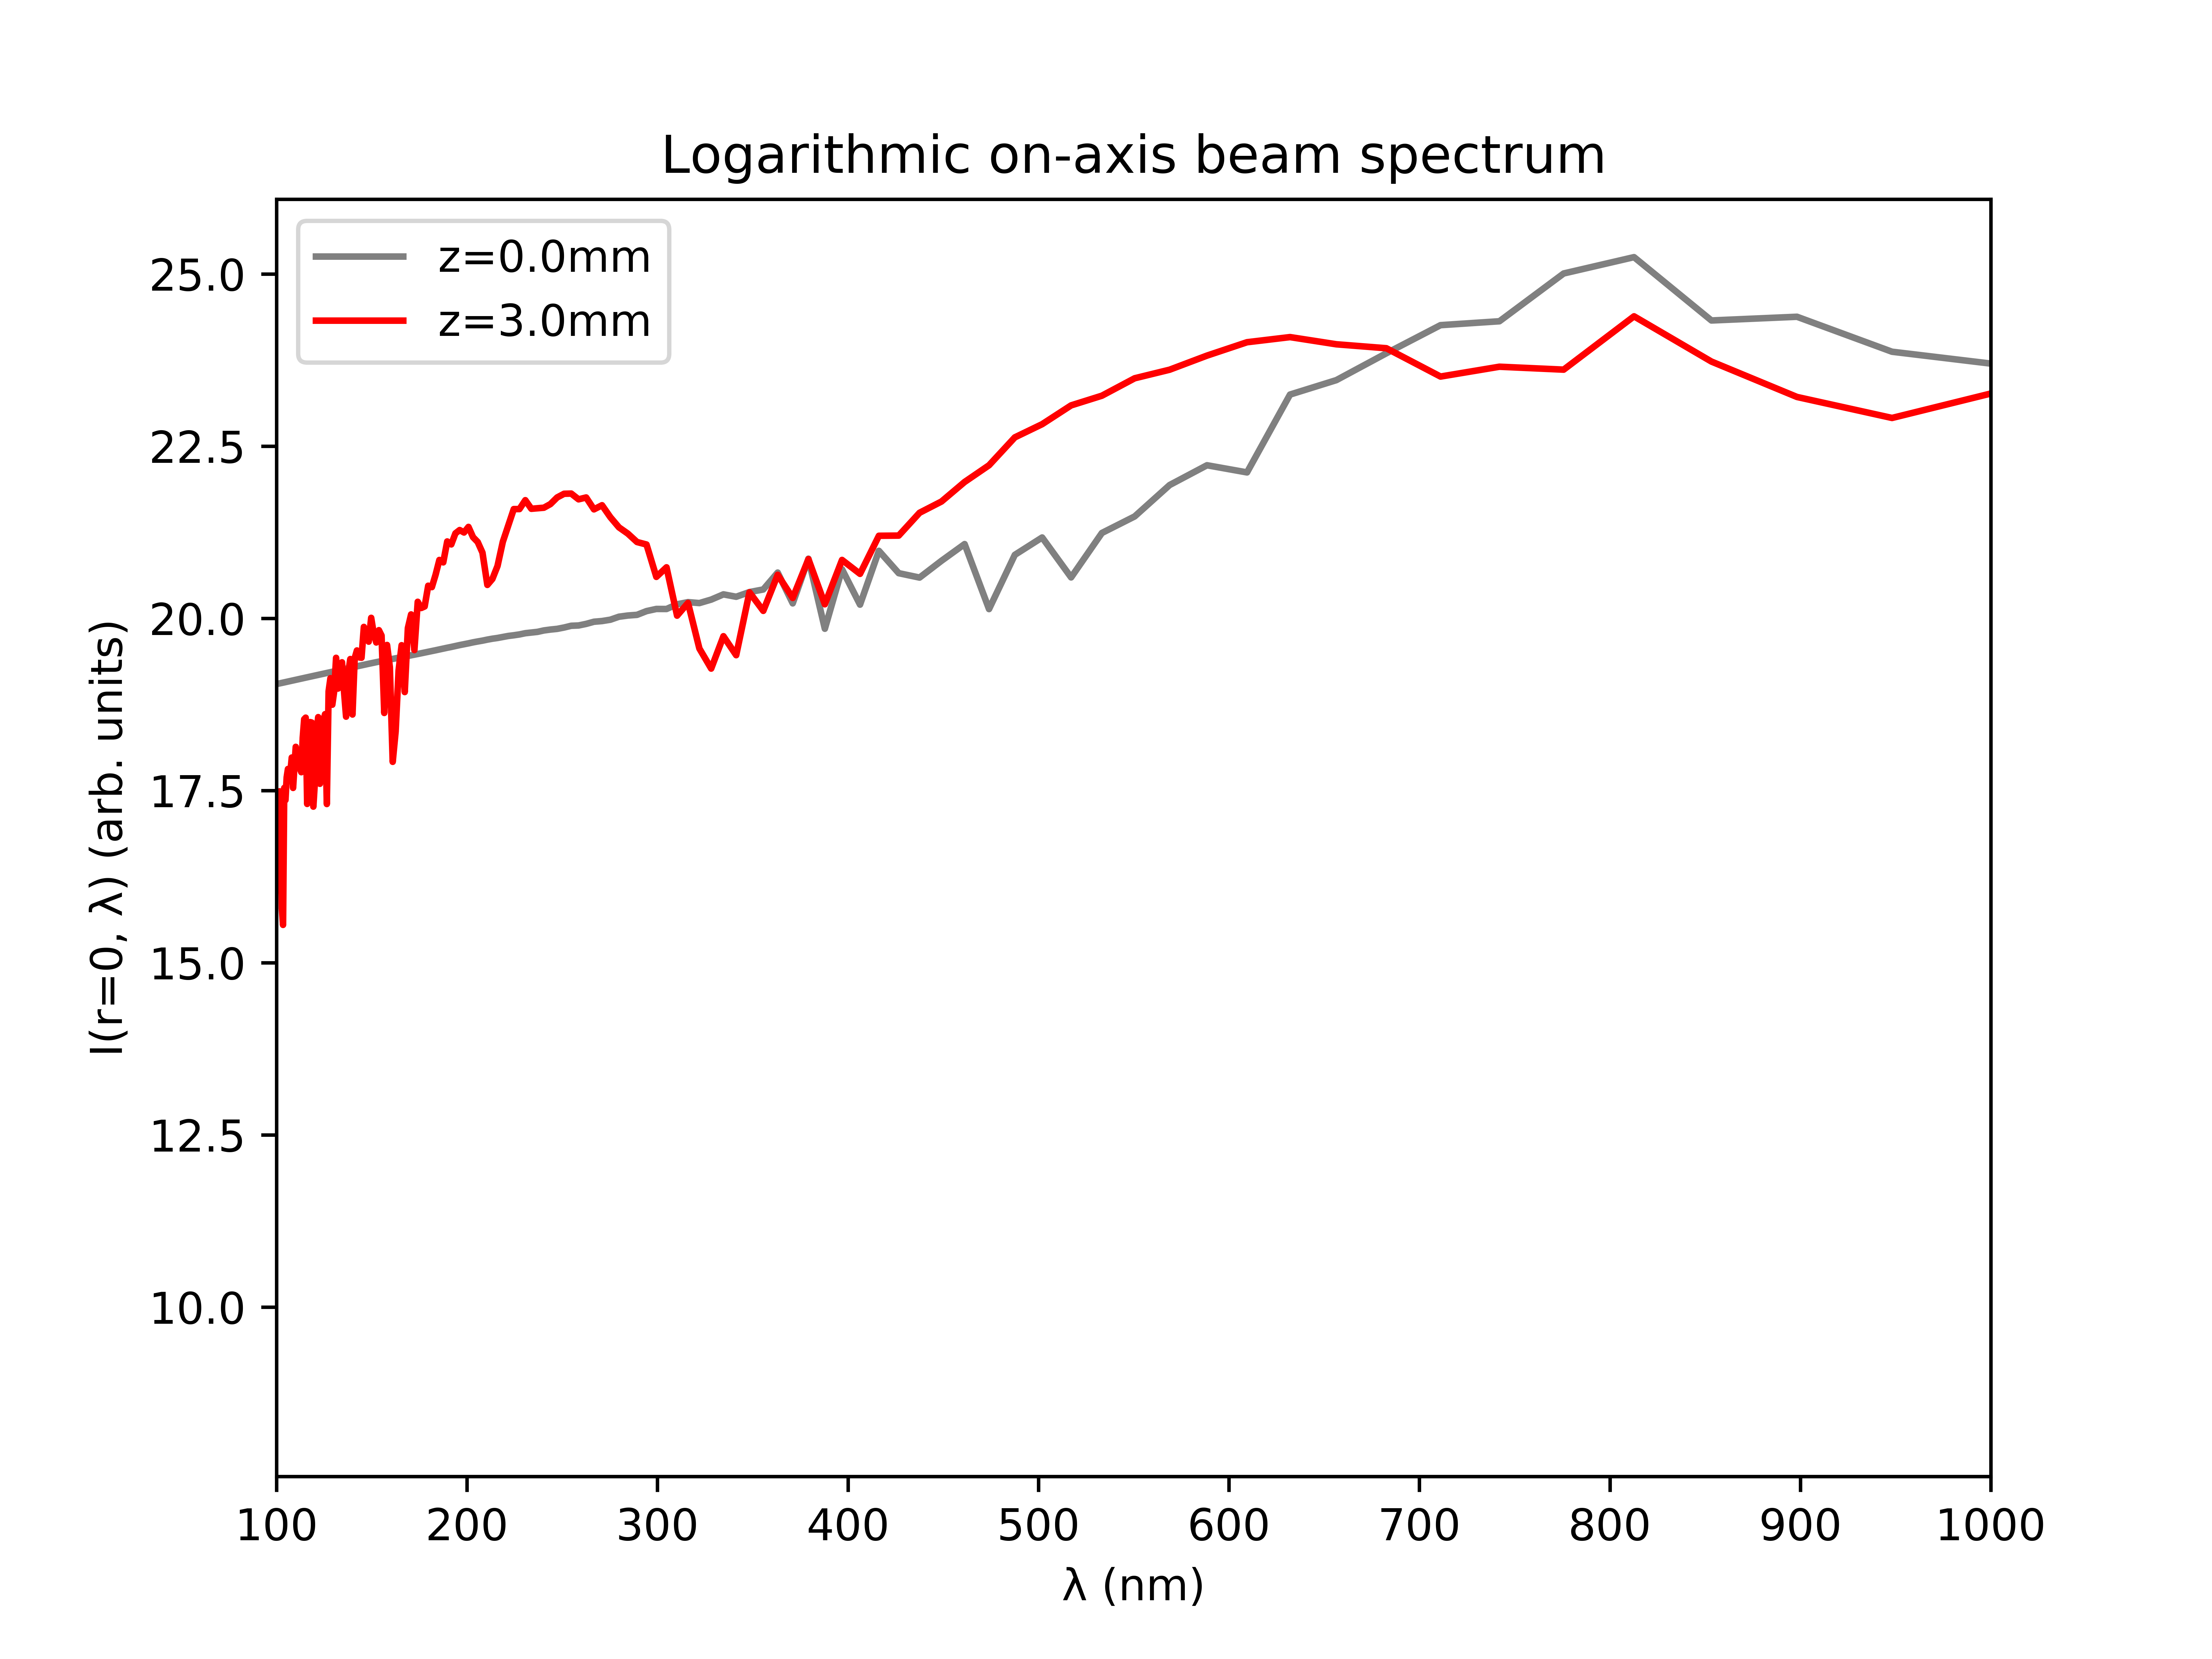 Logarithmic on-axis beam spectrum
z=0.0mm
z=3.0mm
I(r=0, λ) (arb. units)
25.0
22.5
20.0
17.5
15.0
12.5
10.0
100 200 300 400 500 600 700 800 900 1000
λ (nm)